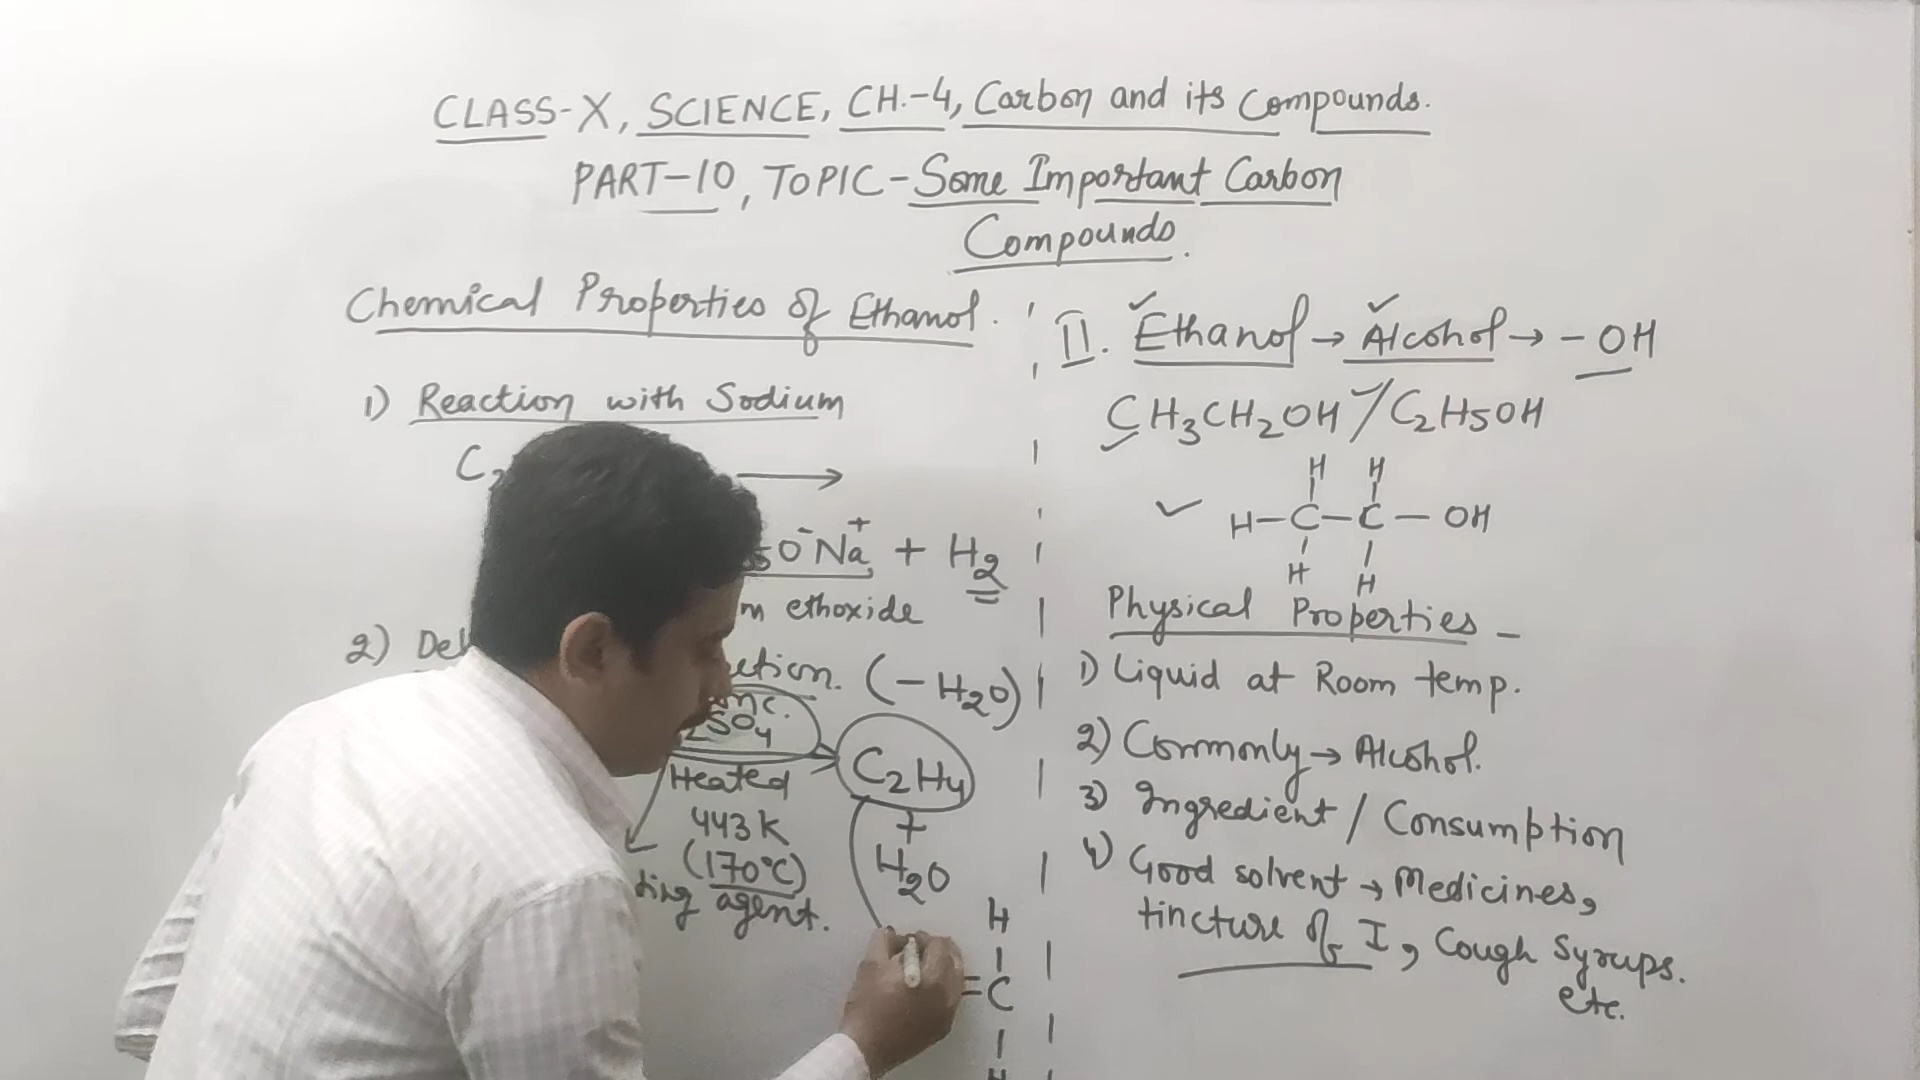 CLASS-X, SCIENCE, CH.-4, Carbon and its Compounds.
PART-10, TOPIC-Some Important Carbon
Compounds.
Chemical Properties of Ethanol.
1) Reaction with Sodium
→
O⁻Na⁺ + H2
ethoxide
2)
(-H2O)
SO4
→ C2H4
Heated
443K
(170°C)
+
H2O
agent.
H
=C
H
II. Ethanol → Alcohol → -OH
CH3CH2OH / C2H5OH
H H
H-C-C-OH
H H
Physical Properties -
1) Liquid at Room temp.
2) Commonly → Alcohol.
3) Ingredient / Consumption
4) Good solvent → Medicines,
tincture of I, Cough Syrups.
etc.